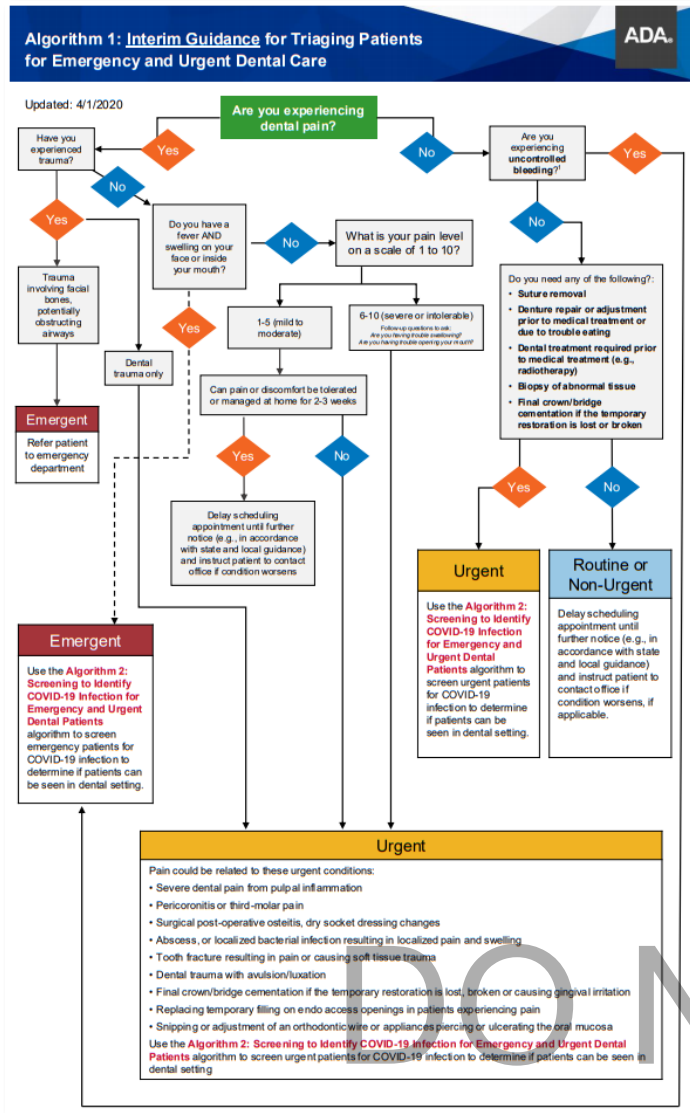 Algorithm 1: Interim Guidance for Triaging Patients
for Emergency and Urgent Dental Care
ADA®
Updated: 4/1/2020
Are you experiencing
dental pain?
Have you
experienced
trauma?
Yes
No
Are you
experiencing
uncontrolled
bleeding?¹
Yes
No
Yes
Do you have a
fever AND
swelling on your
face or inside
your mouth?
No
What is your pain level
on a scale of 1 to 10?
No
Trauma
involving facial
bones,
potentially
obstructing
airways
Yes
1-5 (mild to
moderate)
6-10 (severe or intolerable)
Follow-up questions to ask:
Are you having trouble swallowing?
Are you having trouble opening your mouth?
Do you need any of the following?:
• Suture removal
• Denture repair or adjustment
prior to medical treatment or
due to trouble eating
• Dental treatment required prior
to medical treatment (e.g.,
radiotherapy)
• Biopsy of abnormal tissue
• Final crown/bridge
cementation if the temporary
restoration is lost or broken
Dental
trauma only
Can pain or discomfort be tolerated
or managed at home for 2-3 weeks
Emergent
Refer patient
to emergency
department
Yes
No
Yes
No
Delay scheduling
appointment until further
notice (e.g., in accordance
with state and local guidance)
and instruct patient to contact
office if condition worsens
Urgent
Use the Algorithm 2:
Screening to Identify
COVID-19 Infection
for Emergency and
Urgent Dental
Patients algorithm to
screen urgent patients
for COVID-19
infection to determine
if patients can be
seen in dental setting.
Routine or
Non-Urgent
Delay scheduling
appointment until
further notice (e.g., in
accordance with state
and local guidance)
and instruct patient to
contact office if
condition worsens, if
applicable.
Emergent
Use the Algorithm 2:
Screening to Identify
COVID-19 Infection for
Emergency and Urgent
Dental Patients
algorithm to screen
emergency patients for
COVID-19 infection to
determine if patients can
be seen in dental setting.
Urgent
Pain could be related to these urgent conditions:
• Severe dental pain from pulpal inflammation
• Pericoronitis or third-molar pain
• Surgical post-operative osteitis, dry socket dressing changes
• Abscess, or localized bacterial infection resulting in localized pain and swelling
• Tooth fracture resulting in pain or causing soft tissue trauma
• Dental trauma with avulsion/luxation
• Final crown/bridge cementation if the temporary restoration is lost, broken or causing gingival irritation
• Replacing temporary filling on endo access openings in patients experiencing pain
• Snipping or adjustment of an orthodontic wire or appliances piercing or ulcerating the oral mucosa
Use the Algorithm 2: Screening to Identify COVID-19 Infection for Emergency and Urgent Dental
Patients algorithm to screen urgent patients for COVID-19 infection to determine if patients can be seen in
dental setting
DO N